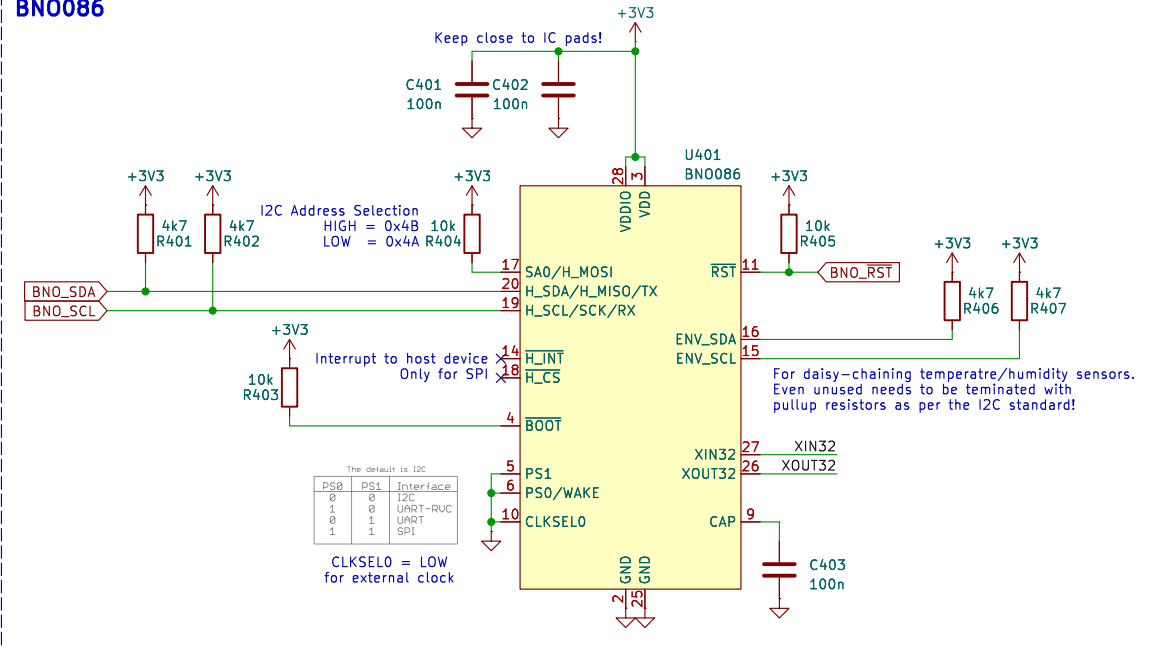 BNO086
+3V3
Keep close to IC pads!
C401
100n
C402
100n
U401
BNO086
+3V3
4k7
R401
+3V3
4k7
R402
I2C Address Selection
HIGH = 0x4B
LOW = 0x4A
+3V3
10k
R404
+3V3
10k
R405
28
3
VDDIO
VDD
17
SA0/H_MOSI
20
H_SDA/H_MISO/TX
19
H_SCL/SCK/RX
BNO_SDA
BNO_SCL
RST
11
BNO_RST
+3V3
4k7
R406
+3V3
4k7
R407
+3V3
10k
R403
Interrupt to host device
Only for SPI
14
H_INT
18
H_CS
4
BOOT
ENV_SDA
16
ENV_SCL
15
For daisy-chaining temperatre/humidity sensors.
Even unused needs to be teminated with
pullup resistors as per the I2C standard!
XIN32
27
XIN32
XOUT32
26
XOUT32
The default is I2C
PS0 PS1 Interface
0 0 I2C
1 0 UART-RVC
0 1 UART
1 1 SPI
5
PS1
6
PS0/WAKE
10
CLKSEL0
CAP
9
C403
100n
CLKSEL0 = LOW
for external clock
GND
GND
2
25